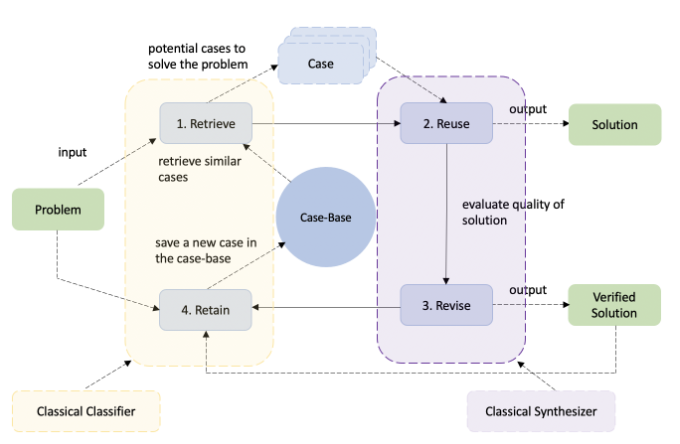 potential cases to
solve the problem
Case
1. Retrieve
2. Reuse
output
Solution
input
retrieve similar
cases
Problem
Case-Base
evaluate quality of
solution
save a new case in
the case-base
4. Retain
3. Revise
output
Verified
Solution
Classical Classifier
Classical Synthesizer